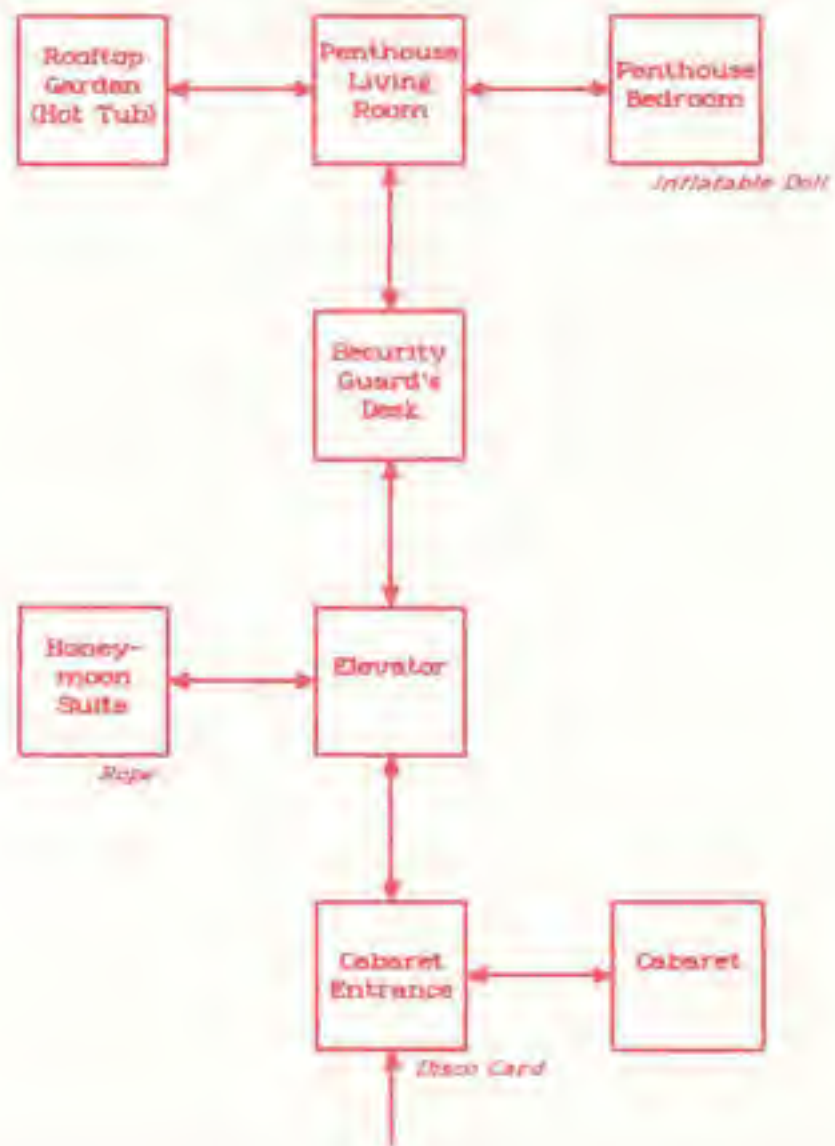 Rooftop
Garden
(Hot Tub)
Penthouse
Living
Room
Penthouse
Bedroom
Inflatable Doll
Security
Guard's
Desk
Honey-
moon
Suite
Rope
Elevator
Cabaret
Entrance
Disco Card
Cabaret